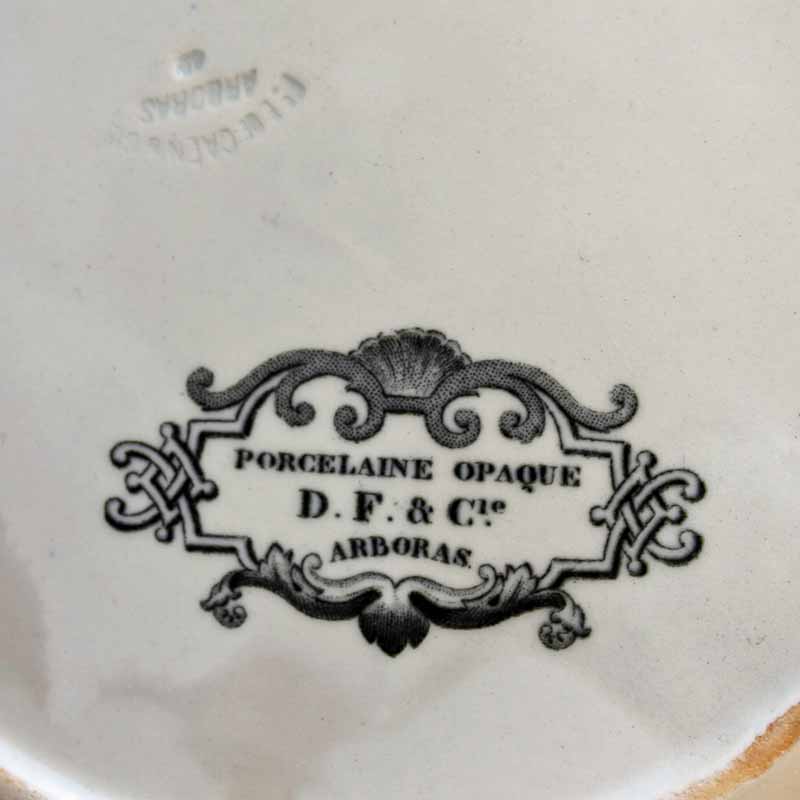 ARBORAS
PORCELAINE OPAQUE
D. F. & Cie
ARBORAS